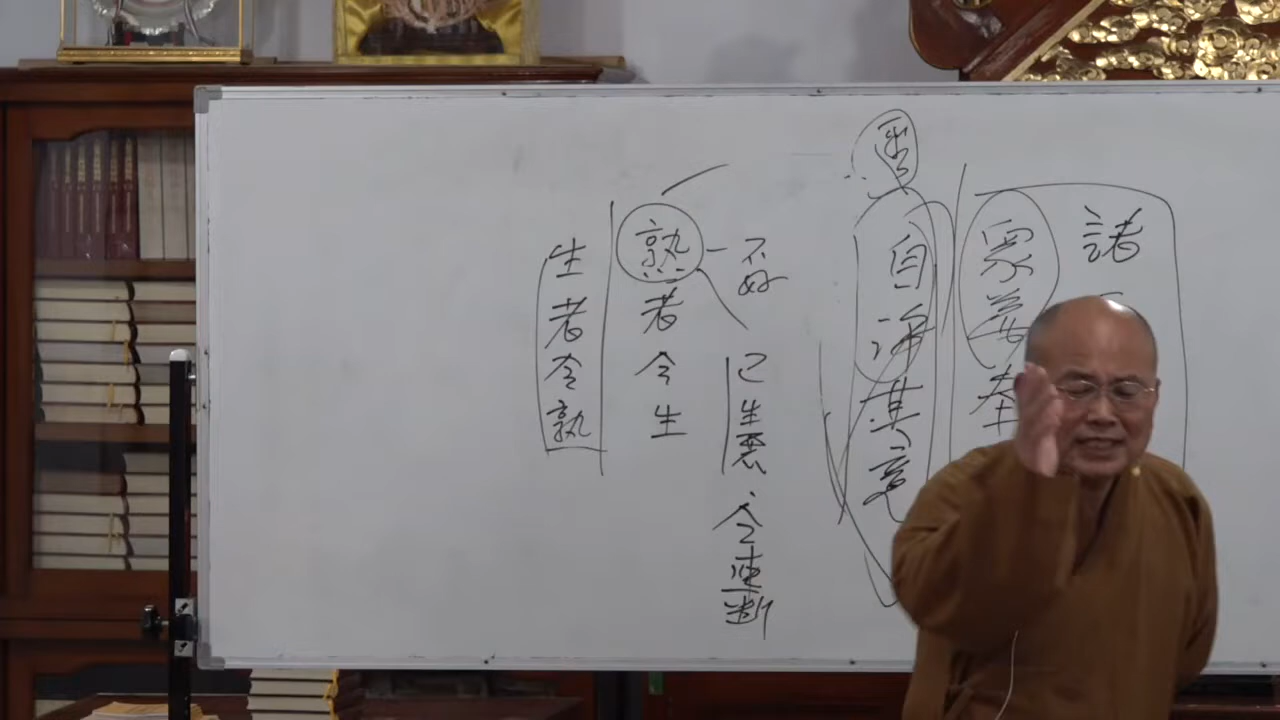 諸
眾善奉
自淨其意
不好
已生惡
令速斷
熟者令生
生者令熟